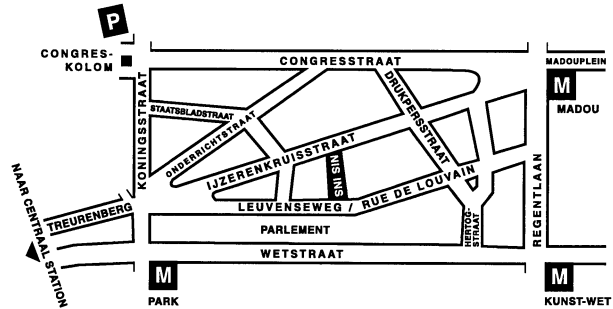 P
CONGRES-
KOLOM
CONGRESSTRAAT
MADOUPLEIN
M
MADOU
KONINGSSTRAAT
STAATSBLADSTRAAT
ONDERRICHTSTRAAT
DRUKPERSSTRAAT
IJZERENKRUISSTRAAT
NIS INS
LEUVENSEWEG / RUE DE LOUVAIN
REGENTLAAN
NAAR CENTRAAL STATION
TREURENBERG
PARLEMENT
HERTOG-
STRAAT
WETSTRAAT
M
PARK
M
KUNST-WET